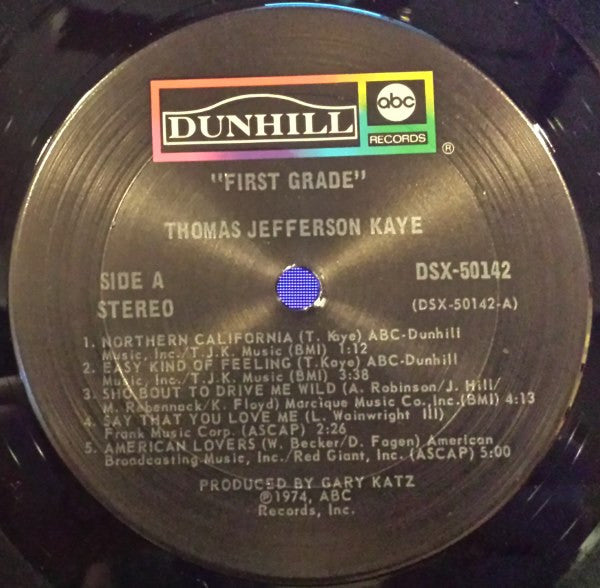 DUNHILL
abc
RECORDS
®
"FIRST GRADE"
THOMAS JEFFERSON KAYE
SIDE A
DSX-50142
STEREO
(DSX-50142-A)
1. NORTHERN CALIFORNIA (T. Kaye) ABC-Dunhill
Music, Inc./T.J.K. Music (BMI) 1:12
2. EASY KIND OF FEELING (T.Kaye) ABC-Dunhill
Music, Inc./T.J.K. Music (BMI) 3:38
3. SHO BOUT TO DRIVE ME WILD (A. Robinson/J. Hill/
M. Rebennack/K. Floyd) Marcique Music Co., Inc.(BMI) 4:13
4. SAY THAT YOU LOVE ME (L. Wainwright III)
Frank Music Corp. (ASCAP) 2:26
5. AMERICAN LOVERS (W. Becker/D. Fagen) American
Broadcasting Music, Inc./Red Giant, Inc. (ASCAP) 5:00
PRODUCED BY GARY KATZ
℗1974, ABC
Records, Inc.